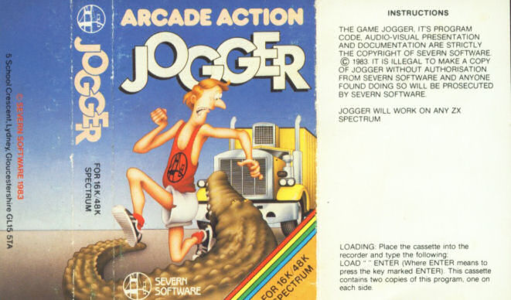 5 School Crescent, Lydney, Gloucestershire GL15 5TA
© SEVERN SOFTWARE 1983
JOGGER
FOR 16K/48K
SPECTRUM
ARCADE ACTION
JOGGER
SEVERN
SOFTWARE
FOR 16K/48K
SPECTRUM
INSTRUCTIONS
THE GAME JOGGER, IT'S PROGRAM
CODE, AUDIO-VISUAL PRESENTATION
AND DOCUMENTATION ARE STRICTLY
THE COPYRIGHT OF SEVERN SOFTWARE.
© 1983. IT IS ILLEGAL TO MAKE A COPY
OF JOGGER WITHOUT AUTHORISATION
FROM SEVERN SOFTWARE AND ANYONE
FOUND DOING SO WILL BE PROSECUTED
BY SEVERN SOFTWARE.
JOGGER WILL WORK ON ANY ZX
SPECTRUM
LOADING: Place the cassette into the
recorder and type the following:
LOAD " " ENTER (Where ENTER means to
press the key marked ENTER). This cassette
contains two copies of this program, one on
each side.